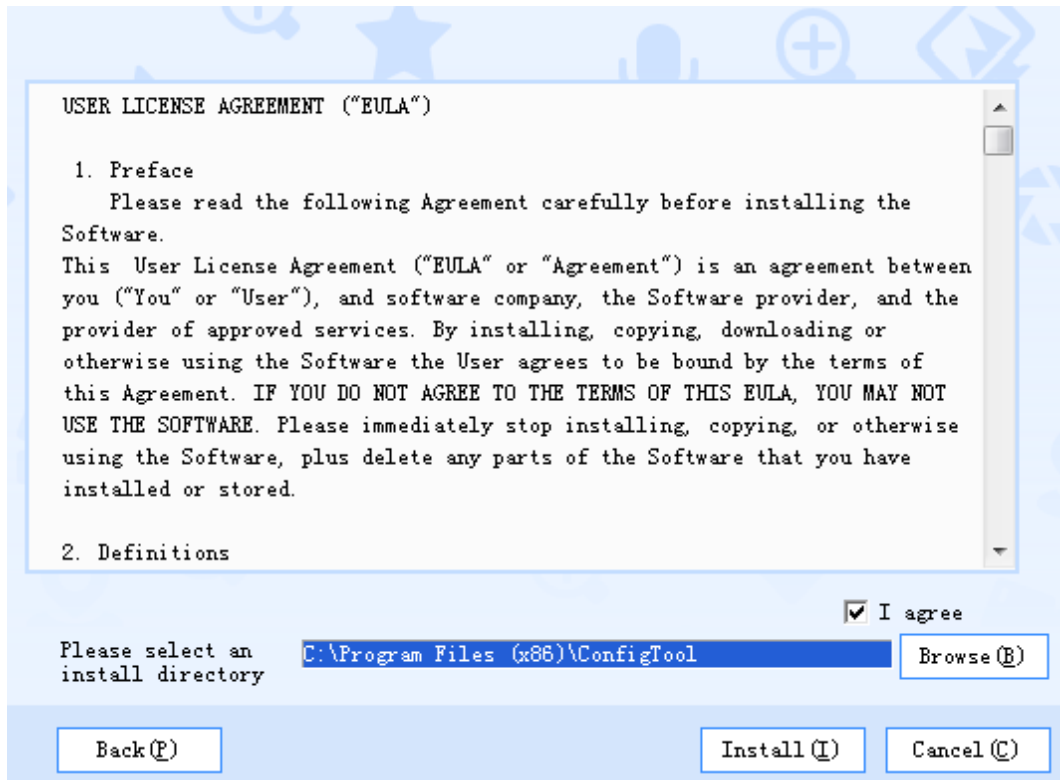 USER LICENSE AGREEMENT ("EULA")
1. Preface
Please read the following Agreement carefully before installing the
Software.
This User License Agreement ("EULA" or "Agreement") is an agreement between
you ("You" or "User"), and software company, the Software provider, and the
provider of approved services. By installing, copying, downloading or
otherwise using the Software the User agrees to be bound by the terms of
this Agreement. IF YOU DO NOT AGREE TO THE TERMS OF THIS EULA, YOU MAY NOT
USE THE SOFTWARE. Please immediately stop installing, copying, or otherwise
using the Software, plus delete any parts of the Software that you have
installed or stored.
2. Definitions
I agree
Please select an
install directory
C:\Program Files (x86)\ConfigTool
Browse(B)
Back(P)
Install(I)
Cancel(C)